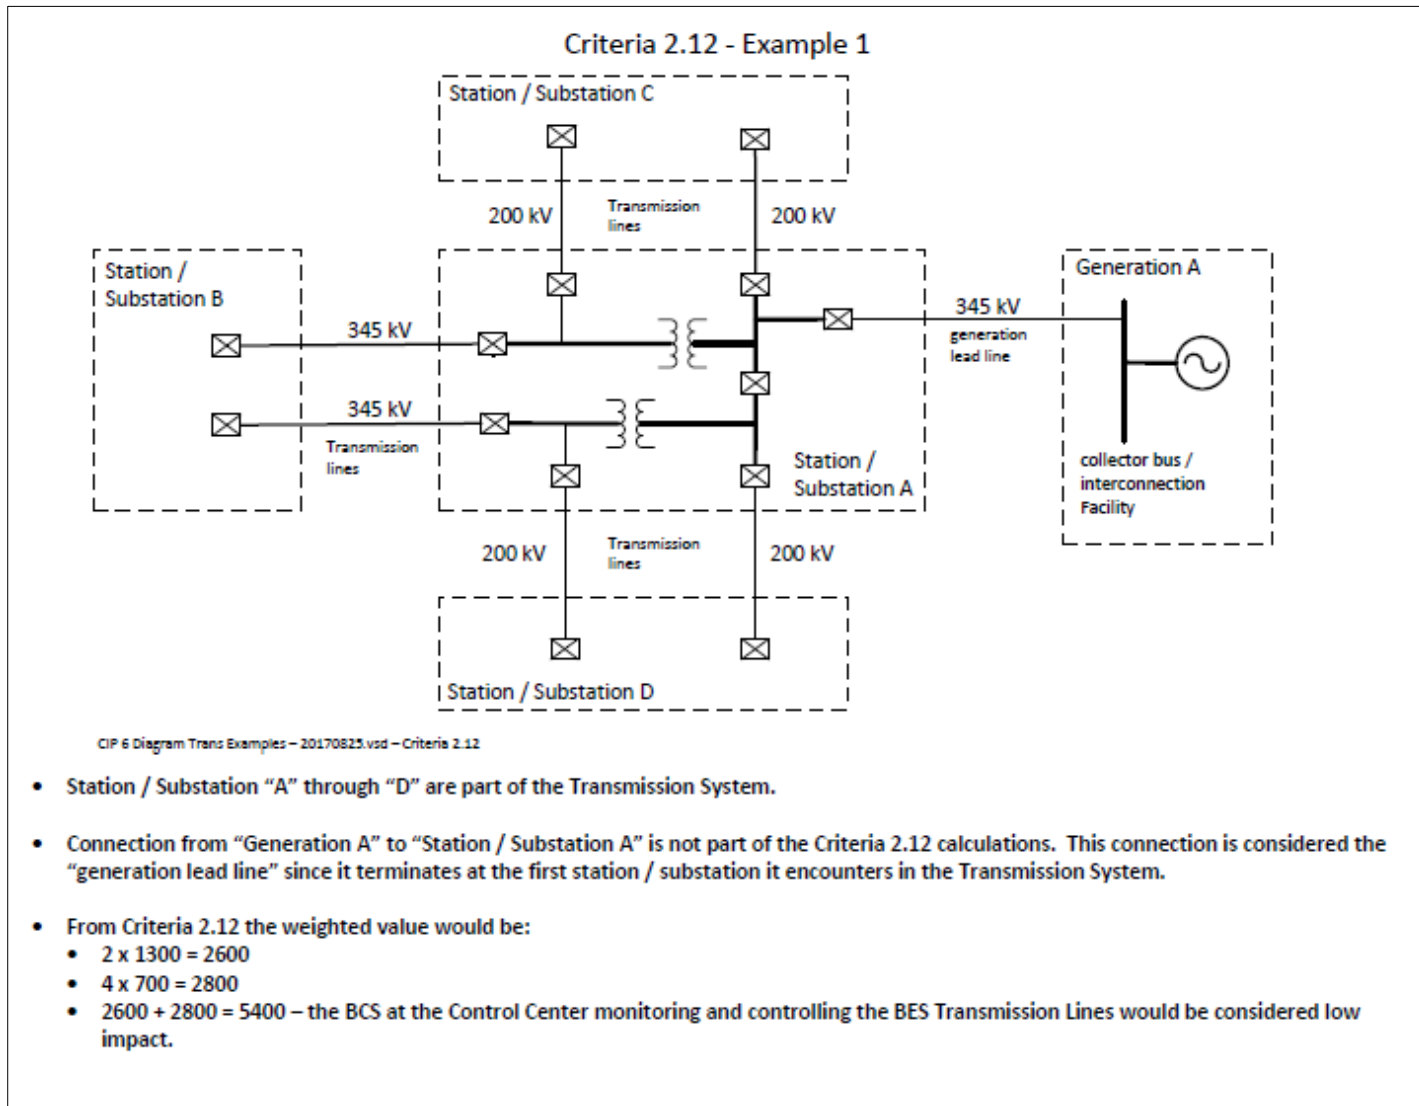 Criteria 2.12 - Example 1
Station / Substation C
200 kV
Transmission
lines
200 kV
Station /
Substation B
345 kV
345 kV
Transmission
lines
345 kV
generation
lead line
Generation A
collector bus /
interconnection
Facility
Station /
Substation A
200 kV
Transmission
lines
200 kV
Station / Substation D
CIP 6 Diagram Trans Examples – 20170825.vsd – Criteria 2.12
• Station / Substation “A” through “D” are part of the Transmission System.
• Connection from “Generation A” to “Station / Substation A” is not part of the Criteria 2.12 calculations. This connection is considered the
“generation lead line” since it terminates at the first station / substation it encounters in the Transmission System.
• From Criteria 2.12 the weighted value would be:
• 2 x 1300 = 2600
• 4 x 700 = 2800
• 2600 + 2800 = 5400 – the BCS at the Control Center monitoring and controlling the BES Transmission Lines would be considered low
impact.